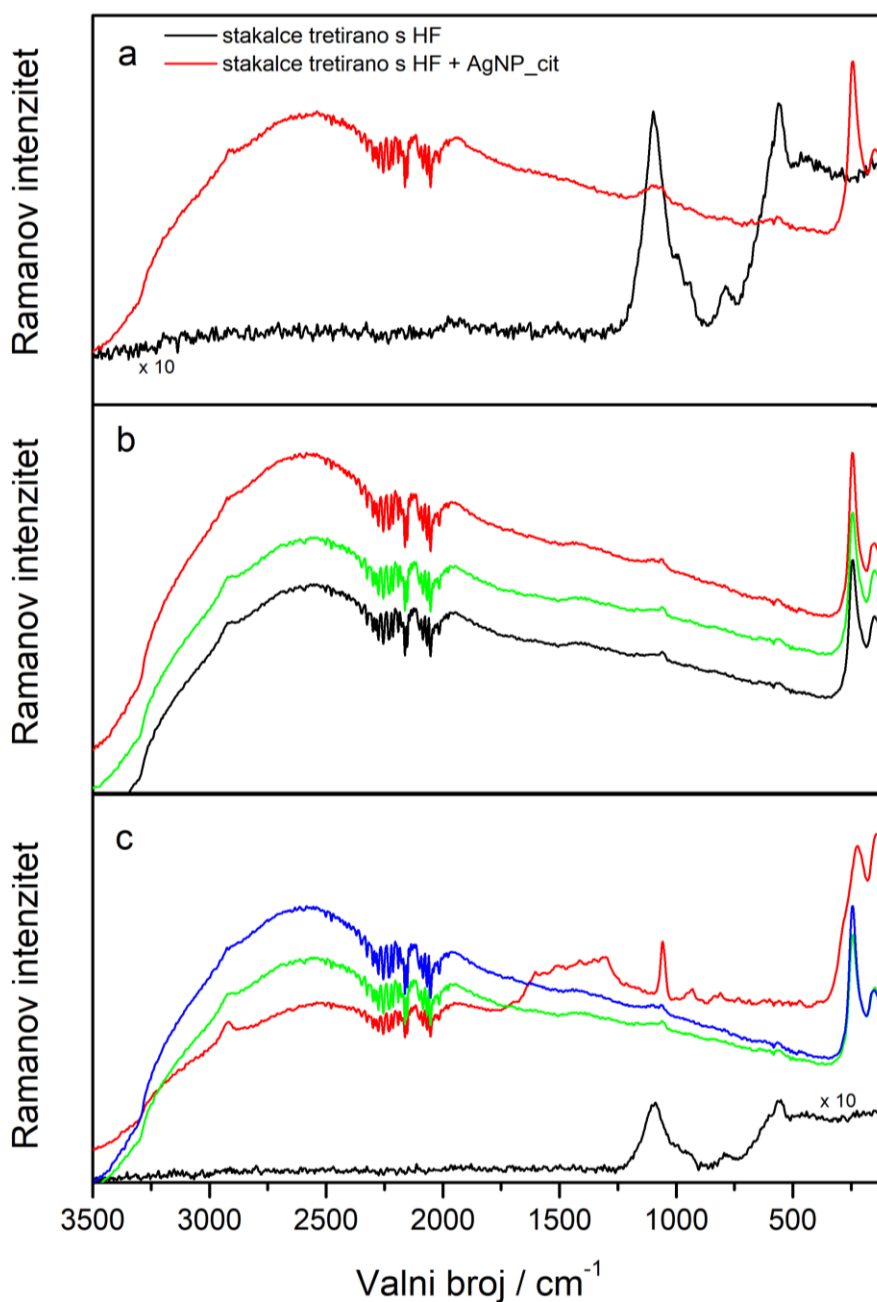 a
stakalce tretirano s HF
stakalce tretirano s HF + AgNP_cit
Ramanov intenzitet
x 10
b
Ramanov intenzitet
c
Ramanov intenzitet
x 10
3500 3000 2500 2000 1500 1000 500
Valni broj / cm⁻¹